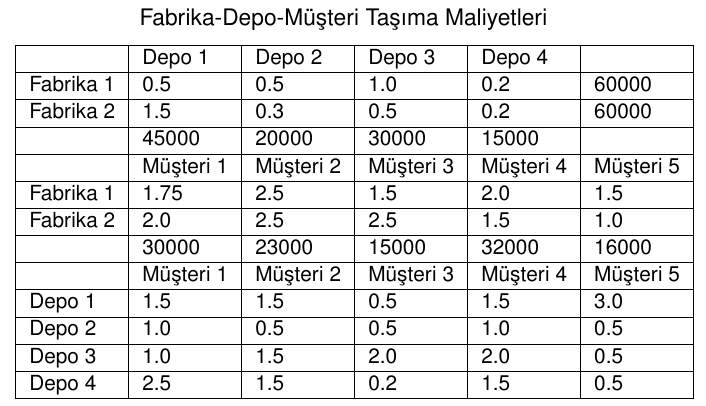 Fabrika-Depo-Müşteri Taşıma Maliyetleri
Depo 1 Depo 2 Depo 3 Depo 4
Fabrika 1 0.5 0.5 1.0 0.2 60000
Fabrika 2 1.5 0.3 0.5 0.2 60000
45000 20000 30000 15000
Müşteri 1 Müşteri 2 Müşteri 3 Müşteri 4 Müşteri 5
Fabrika 1 1.75 2.5 1.5 2.0 1.5
Fabrika 2 2.0 2.5 2.5 1.5 1.0
30000 23000 15000 32000 16000
Müşteri 1 Müşteri 2 Müşteri 3 Müşteri 4 Müşteri 5
Depo 1 1.5 1.5 0.5 1.5 3.0
Depo 2 1.0 0.5 0.5 1.0 0.5
Depo 3 1.0 1.5 2.0 2.0 0.5
Depo 4 2.5 1.5 0.2 1.5 0.5